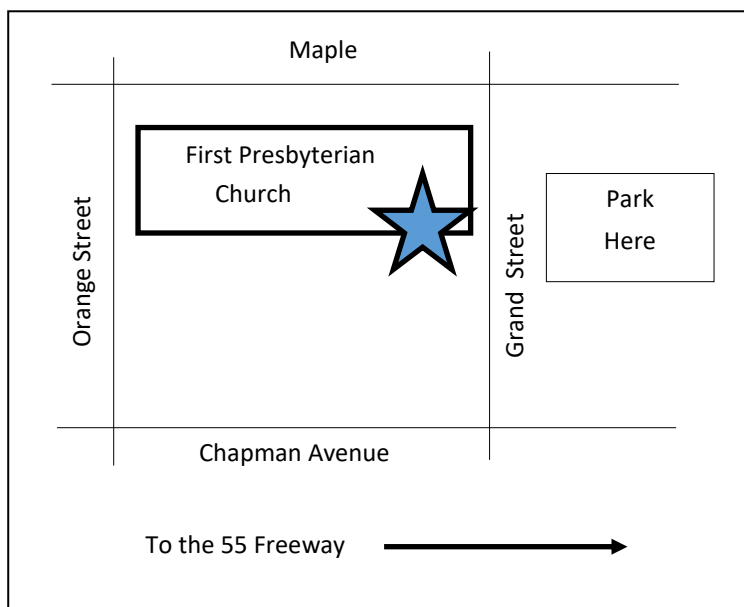 Maple
First Presbyterian
Church
Orange Street
Grand Street
Park
Here
Chapman Avenue
To the 55 Freeway